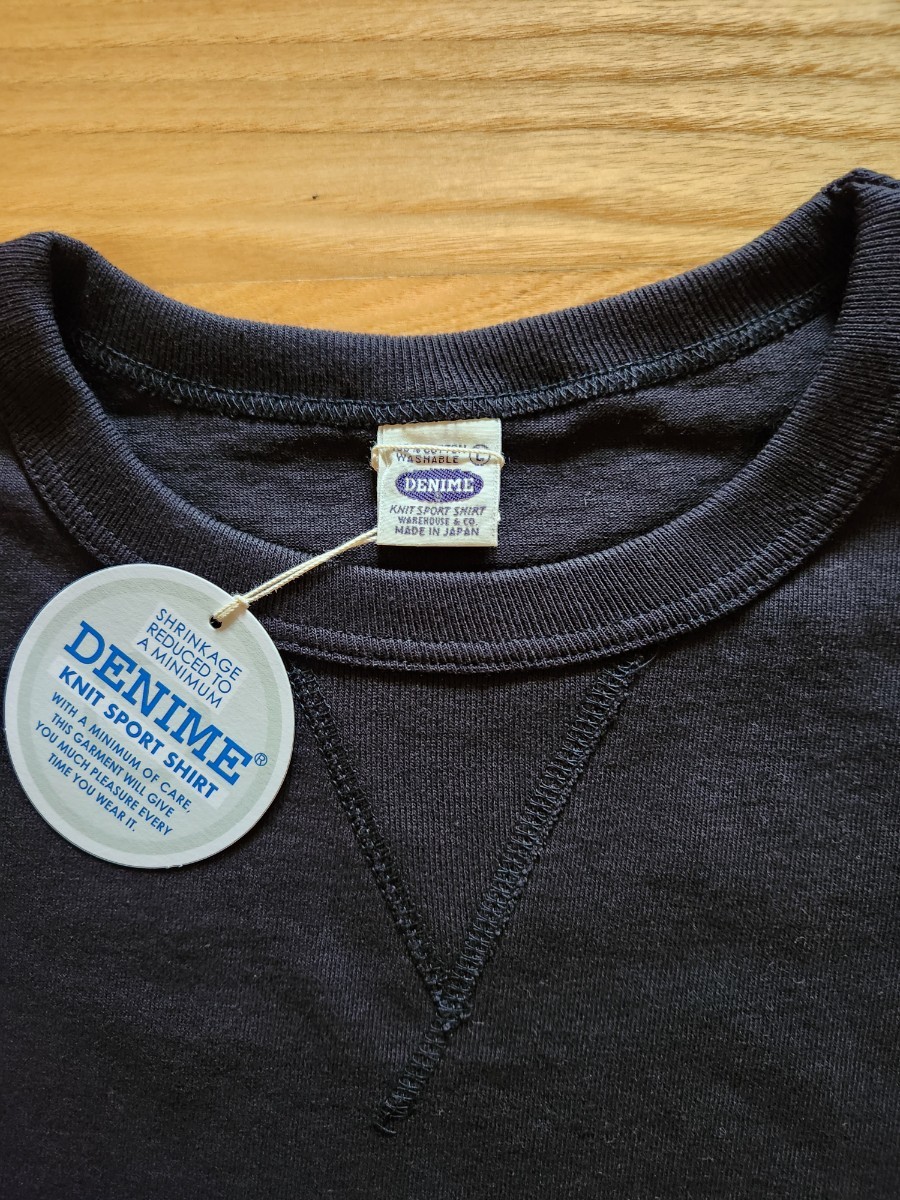 COTTON
WASHABLE L
DENIME
KNIT SPORT SHIRT
WAREHOUSE & CO.
MADE IN JAPAN
SHRINKAGE
REDUCED TO
A MINIMUM
DENIME®
KNIT SPORT SHIRT
WITH A MINIMUM OF CARE,
THIS GARMENT WILL GIVE
YOU MUCH PLEASURE EVERY
TIME YOU WEAR IT.